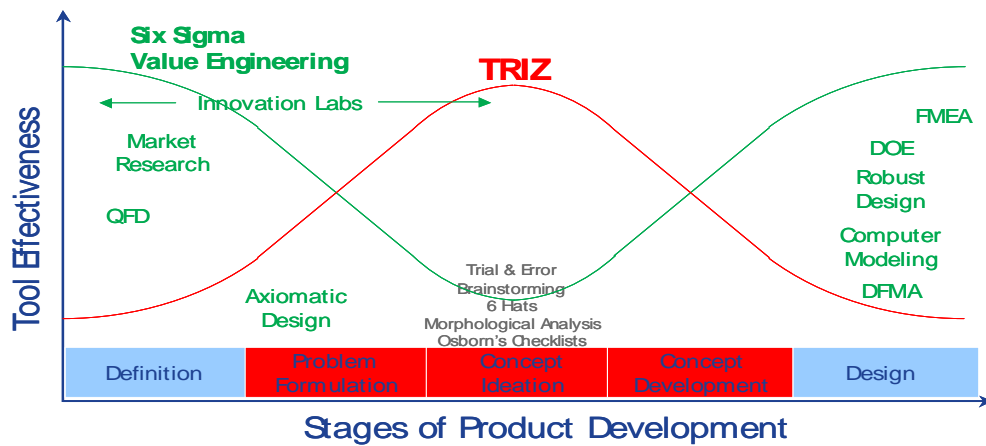 Six Sigma
Value Engineering
TRIZ
Innovation Labs
FMEA
Market
Research
DOE
Robust
Design
QFD
Computer
Modeling
Axiomatic
Design
Trial & Error
Brainstorming
6 Hats
Morphological Analysis
Osborn's Checklists
DFMA
Tool Effectiveness
Definition
Problem
Formulation
Concept
Ideation
Concept
Development
Design
Stages of Product Development